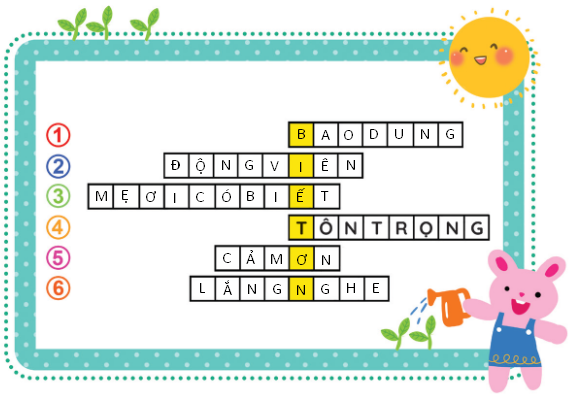 1 BAODUNG
2 ĐỘNGVIÊN
3 MẸƠICÓBIẾT
4 TÔNTRỌNG
5 CẢMƠN
6 LẮNGNGHE